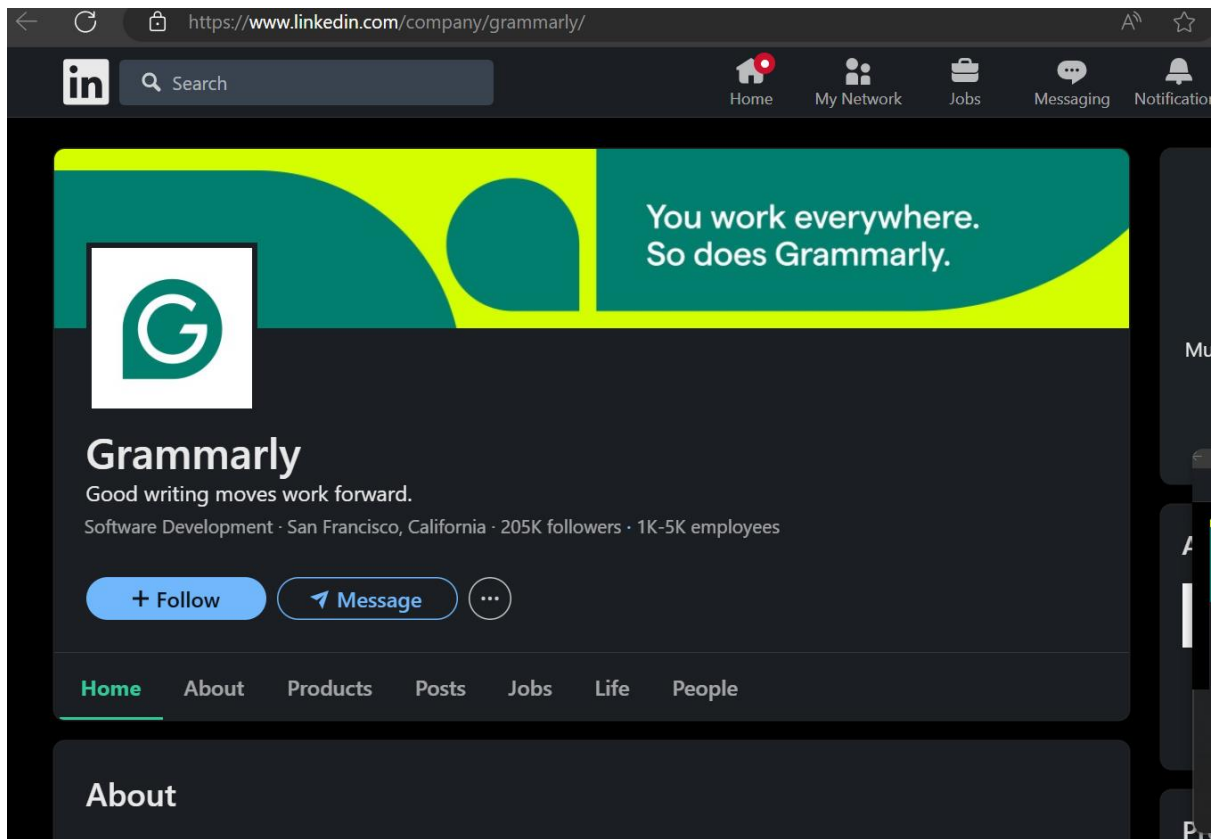 https://www.linkedin.com/company/grammarly/
in
Search
Home
My Network
Jobs
Messaging
Notification
You work everywhere.
So does Grammarly.
G
Mu
Grammarly
Good writing moves work forward.
Software Development · San Francisco, California · 205K followers · 1K-5K employees
+ Follow
Message
Home About Products Posts Jobs Life People
About